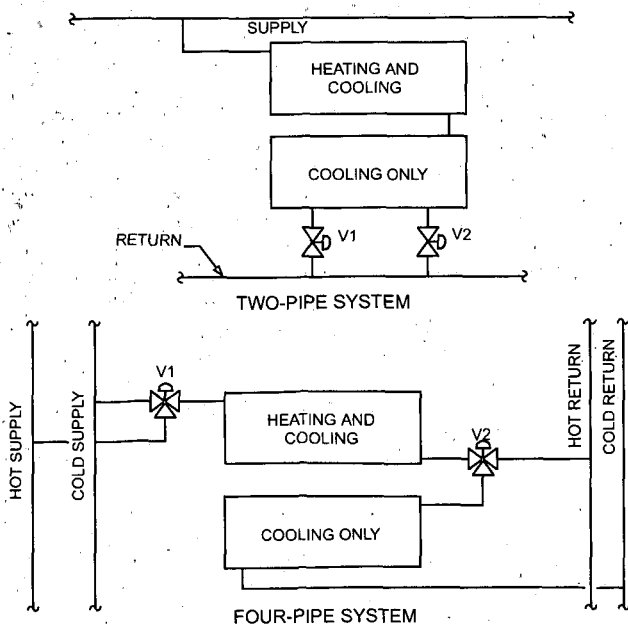 SUPPLY
HEATING AND
COOLING
COOLING ONLY
V1
V2
RETURN
TWO-PIPE SYSTEM
HOT SUPPLY
COLD SUPPLY
V1
HEATING AND
COOLING
V2
COOLING ONLY
HOT RETURN
COLD RETURN
FOUR-PIPE SYSTEM